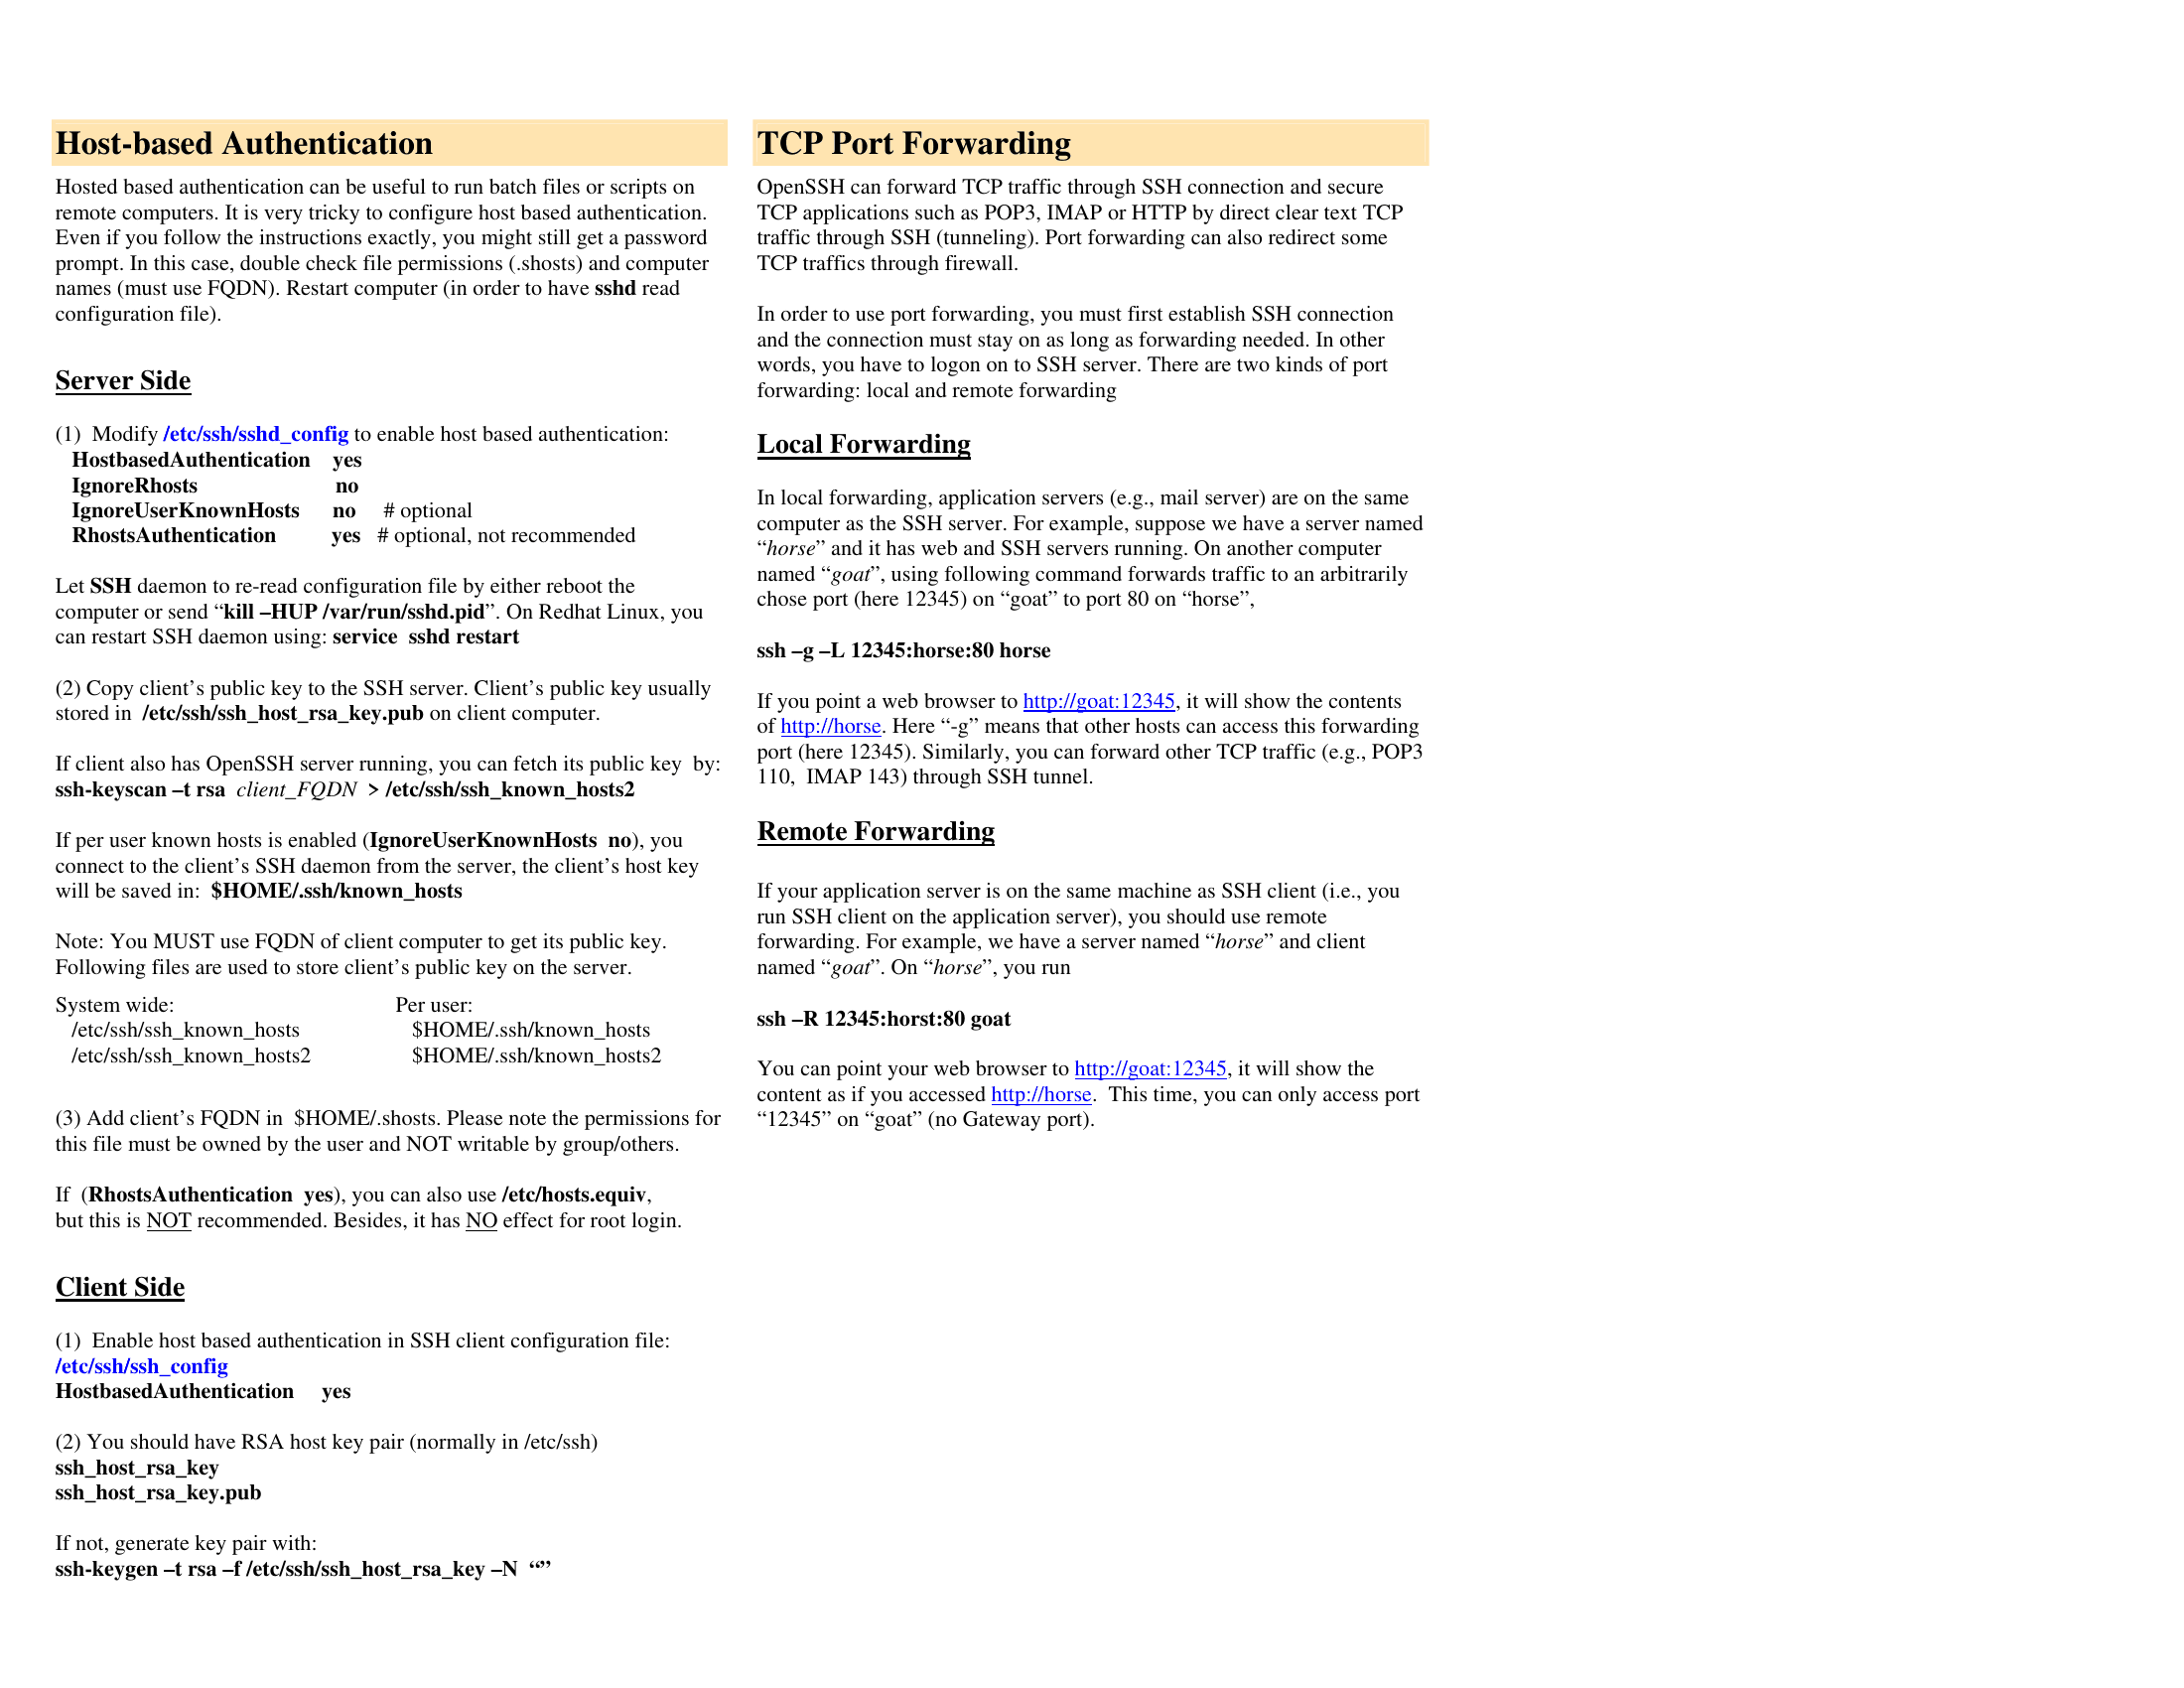 Host-based Authentication
Hosted based authentication can be useful to run batch files or scripts on
remote computers. It is very tricky to configure host based authentication.
Even if you follow the instructions exactly, you might still get a password
prompt. In this case, double check file permissions (.shosts) and computer
names (must use FQDN). Restart computer (in order to have sshd read
configuration file).
Server Side
(1)  Modify /etc/ssh/sshd_config to enable host based authentication:
HostbasedAuthentication    yes
IgnoreRhosts    no
IgnoreUserKnownHosts    no    # optional
RhostsAuthentication    yes    # optional, not recommended
Let SSH daemon to re-read configuration file by either reboot the
computer or send “kill –HUP /var/run/sshd.pid”. On Redhat Linux, you
can restart SSH daemon using: service  sshd restart
(2) Copy client’s public key to the SSH server. Client’s public key usually
stored in  /etc/ssh/ssh_host_rsa_key.pub on client computer.
If client also has OpenSSH server running, you can fetch its public key  by:
ssh-keyscan –t rsa  client_FQDN  > /etc/ssh/ssh_known_hosts2
If per user known hosts is enabled (IgnoreUserKnownHosts  no), you
connect to the client’s SSH daemon from the server, the client’s host key
will be saved in:  $HOME/.ssh/known_hosts
Note: You MUST use FQDN of client computer to get its public key.
Following files are used to store client’s public key on the server.
System wide:    Per user:
/etc/ssh/ssh_known_hosts    $HOME/.ssh/known_hosts
/etc/ssh/ssh_known_hosts2    $HOME/.ssh/known_hosts2
(3) Add client’s FQDN in  $HOME/.shosts. Please note the permissions for
this file must be owned by the user and NOT writable by group/others.
If  (RhostsAuthentication  yes), you can also use /etc/hosts.equiv,
but this is NOT recommended. Besides, it has NO effect for root login.
Client Side
(1)  Enable host based authentication in SSH client configuration file:
/etc/ssh/ssh_config
HostbasedAuthentication    yes
(2) You should have RSA host key pair (normally in /etc/ssh)
ssh_host_rsa_key
ssh_host_rsa_key.pub
If not, generate key pair with:
ssh-keygen –t rsa –f /etc/ssh/ssh_host_rsa_key –N  “”
TCP Port Forwarding
OpenSSH can forward TCP traffic through SSH connection and secure
TCP applications such as POP3, IMAP or HTTP by direct clear text TCP
traffic through SSH (tunneling). Port forwarding can also redirect some
TCP traffics through firewall.
In order to use port forwarding, you must first establish SSH connection
and the connection must stay on as long as forwarding needed. In other
words, you have to logon on to SSH server. There are two kinds of port
forwarding: local and remote forwarding
Local Forwarding
In local forwarding, application servers (e.g., mail server) are on the same
computer as the SSH server. For example, suppose we have a server named
“horse” and it has web and SSH servers running. On another computer
named “goat”, using following command forwards traffic to an arbitrarily
chose port (here 12345) on “goat” to port 80 on “horse”,
ssh –g –L 12345:horse:80 horse
If you point a web browser to http://goat:12345, it will show the contents
of http://horse. Here “-g” means that other hosts can access this forwarding
port (here 12345). Similarly, you can forward other TCP traffic (e.g., POP3
110,  IMAP 143) through SSH tunnel.
Remote Forwarding
If your application server is on the same machine as SSH client (i.e., you
run SSH client on the application server), you should use remote
forwarding. For example, we have a server named “horse” and client
named “goat”. On “horse”, you run
ssh –R 12345:horst:80 goat
You can point your web browser to http://goat:12345, it will show the
content as if you accessed http://horse.  This time, you can only access port
“12345” on “goat” (no Gateway port).